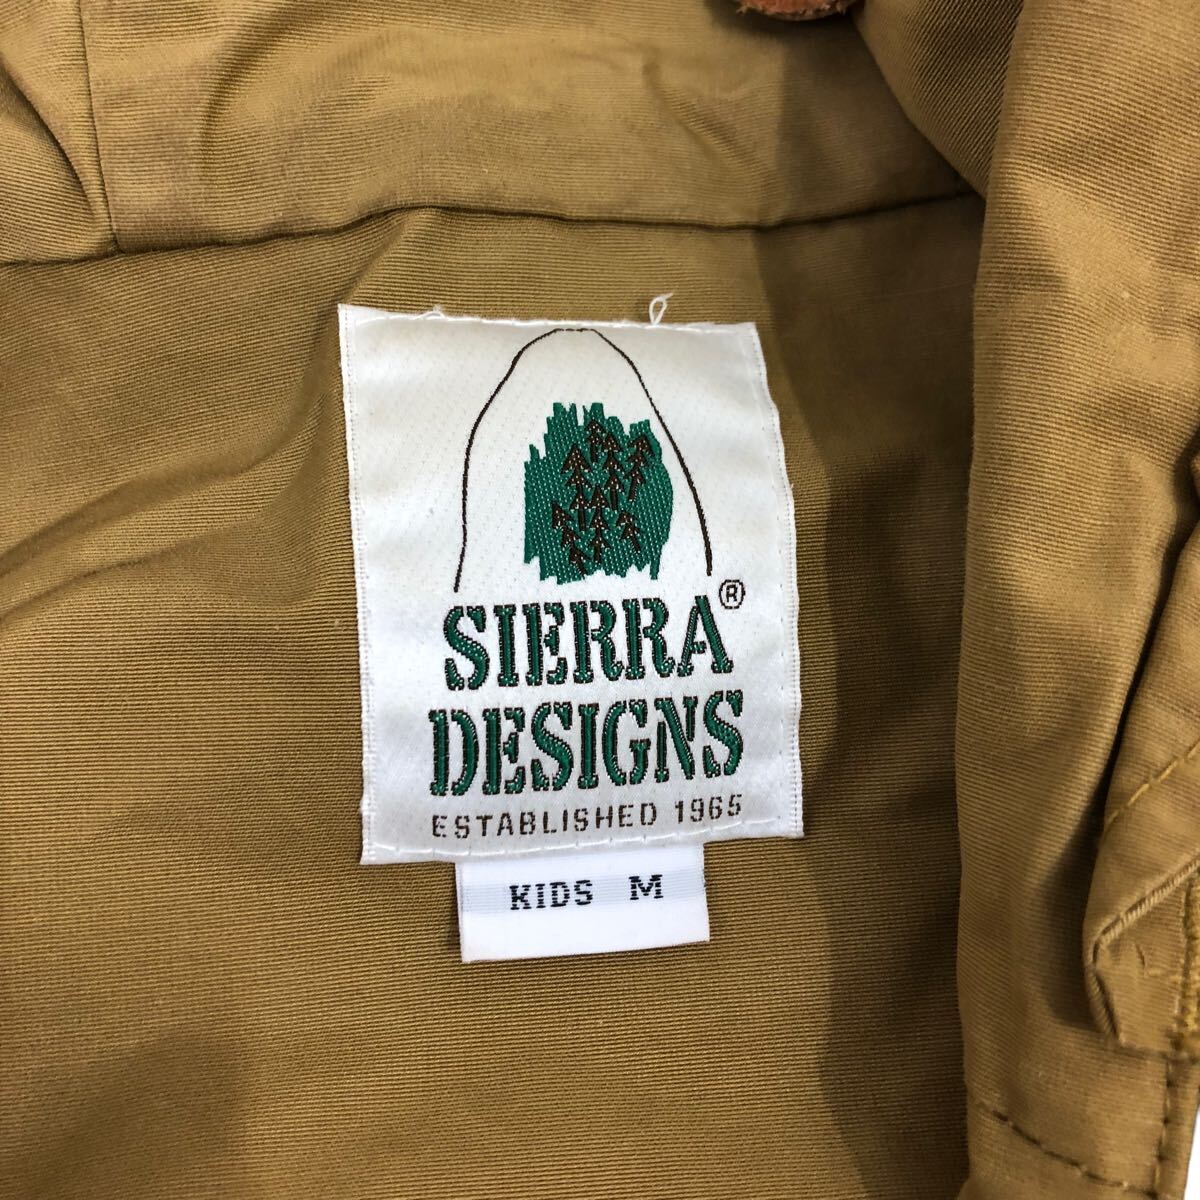 SIERRA®
DESIGNS
ESTABLISHED 1965
KIDS M